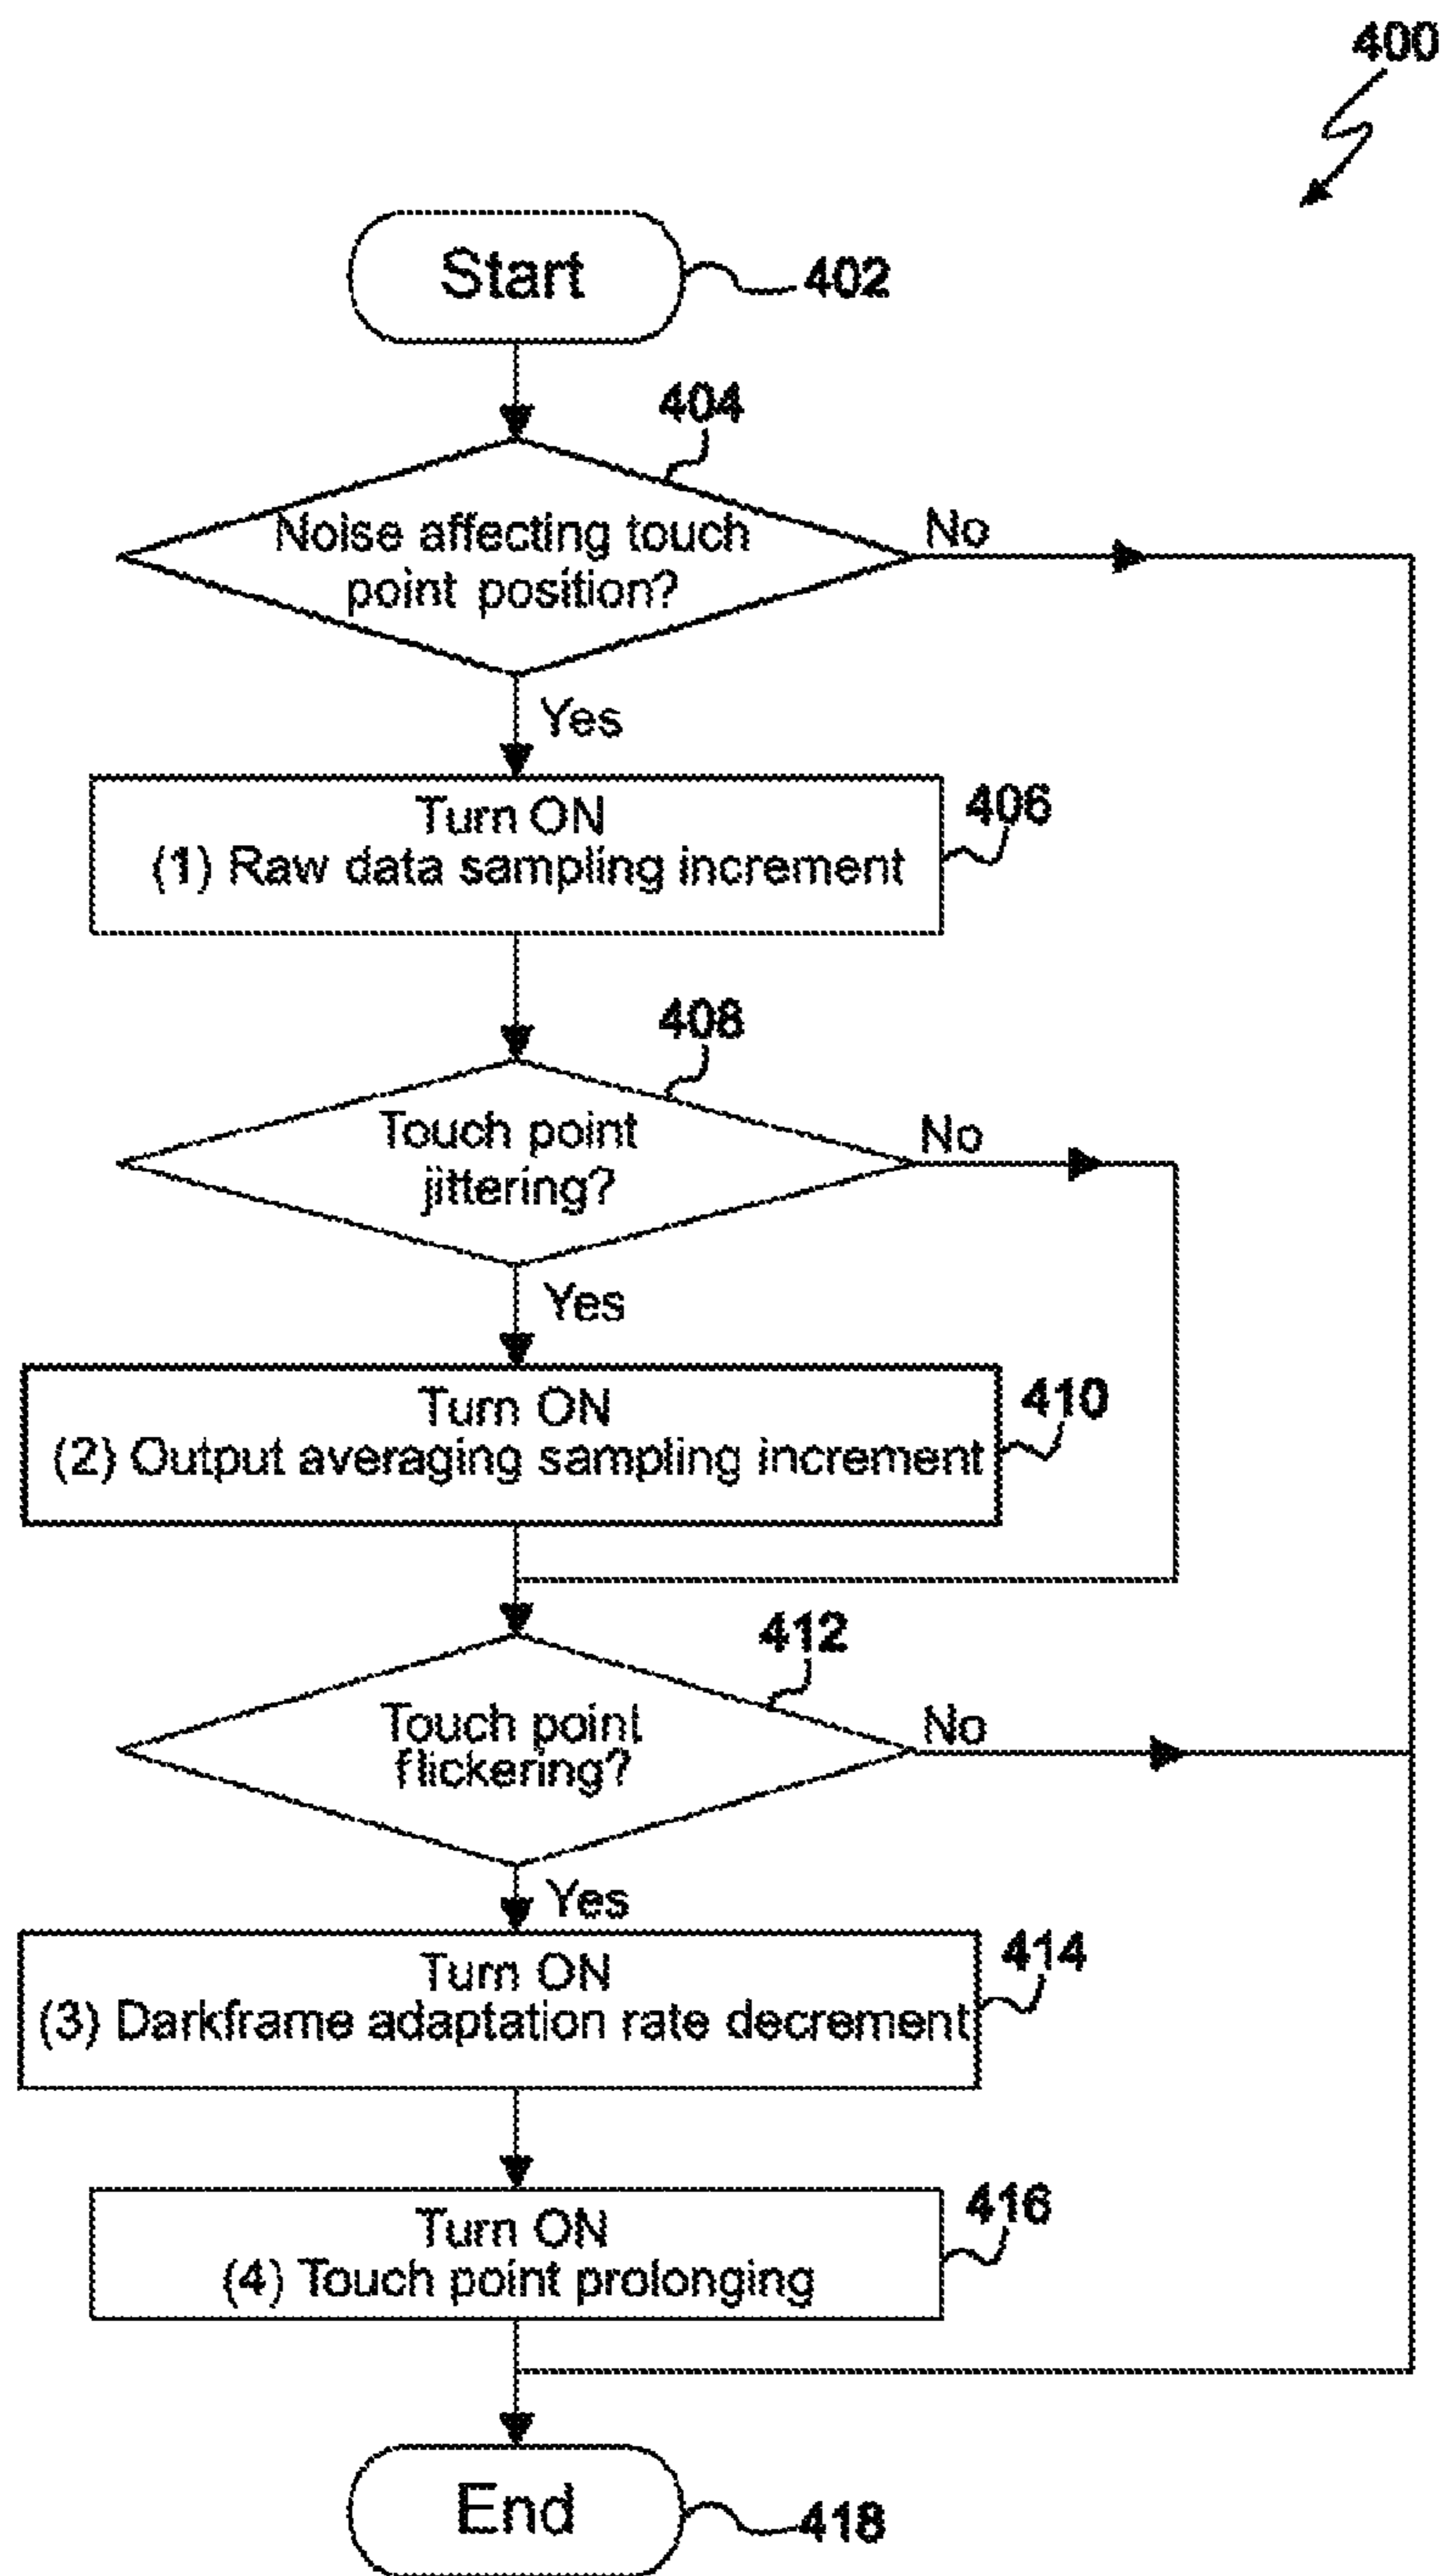 400
Start
402
404
Noise affecting touch
point position?
No
Yes
Turn ON
(1) Raw data sampling increment
406
408
Touch point
jittering?
No
Yes
Turn ON
(2) Output averaging sampling increment
410
412
Touch point
flickering?
No
Yes
Turn ON
(3) Darkframe adaptation rate decrement
414
Turn ON
(4) Touch point prolonging
416
End
418